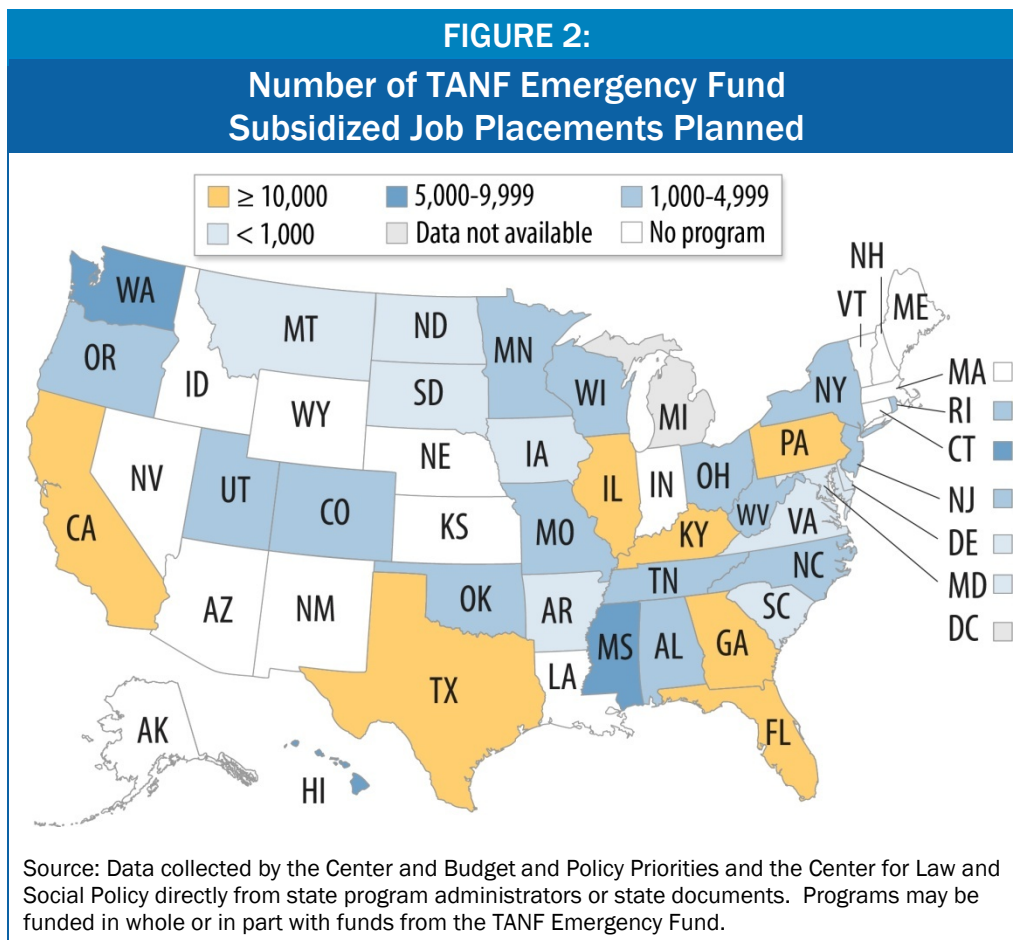 FIGURE 2:
Number of TANF Emergency Fund
Subsidized Job Placements Planned
≥ 10,000
5,000-9,999
1,000-4,999
< 1,000
Data not available
No program
NH
VT
ME
WA
MT
ND
MN
OR
ID
SD
WI
NY
MA
RI
WY
MI
CT
NE
IA
PA
NV
UT
CO
IL
IN
OH
NJ
KS
MO
WV
VA
DE
CA
KY
MD
AZ
NM
OK
AR
TN
NC
DC
SC
MS
AL
GA
TX
LA
AK
FL
HI
Source: Data collected by the Center and Budget and Policy Priorities and the Center for Law and
Social Policy directly from state program administrators or state documents.  Programs may be
funded in whole or in part with funds from the TANF Emergency Fund.